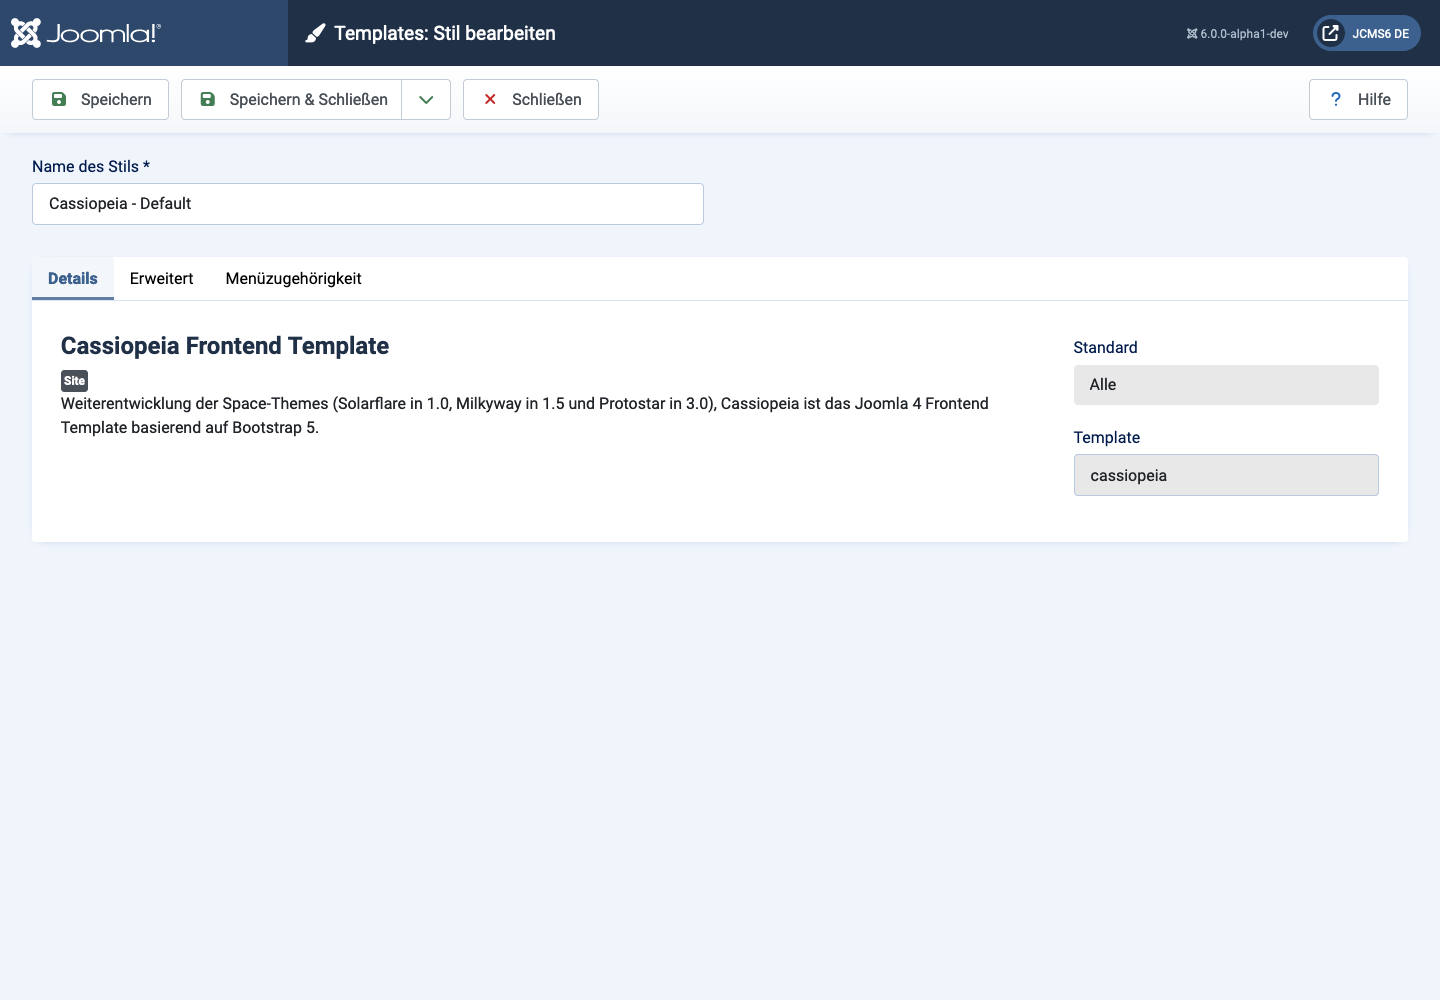 Joomla!®
Templates: Stil bearbeiten
6.0.0-alpha1-dev
JCMS6 DE
Speichern
Speichern & Schließen
Schließen
? Hilfe
Name des Stils *
Cassiopeia - Default
Details
Erweitert
Menüzugehörigkeit
Cassiopeia Frontend Template
Site
Weiterentwicklung der Space-Themes (Solarflare in 1.0, Milkyway in 1.5 und Protostar in 3.0), Cassiopeia ist das Joomla 4 Frontend
Template basierend auf Bootstrap 5.
Standard
Alle
Template
cassiopeia